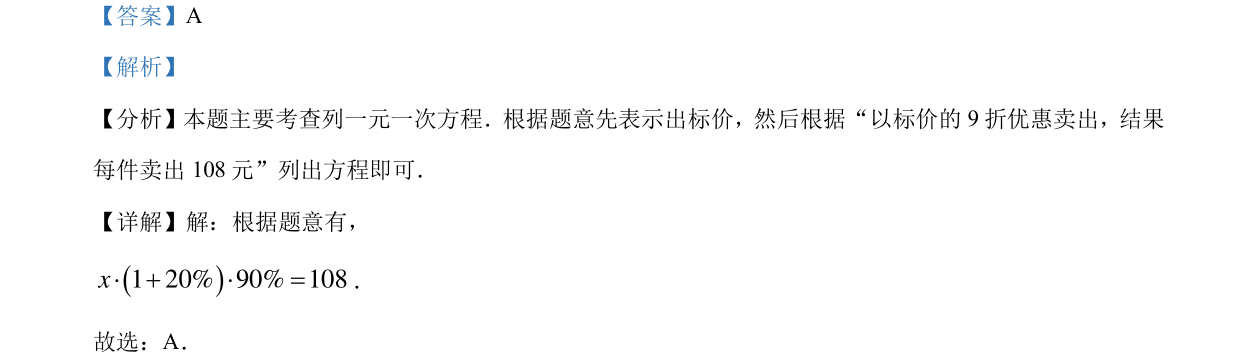 【答案】A
【解析】
【分析】本题主要考查列一元一次方程．根据题意先表示出标价，然后根据“以标价的 9 折优惠卖出，结果
每件卖出 108 元”列出方程即可．
【详解】解：根据题意有，
x·(1+20%)·90%=108．
故选：A．